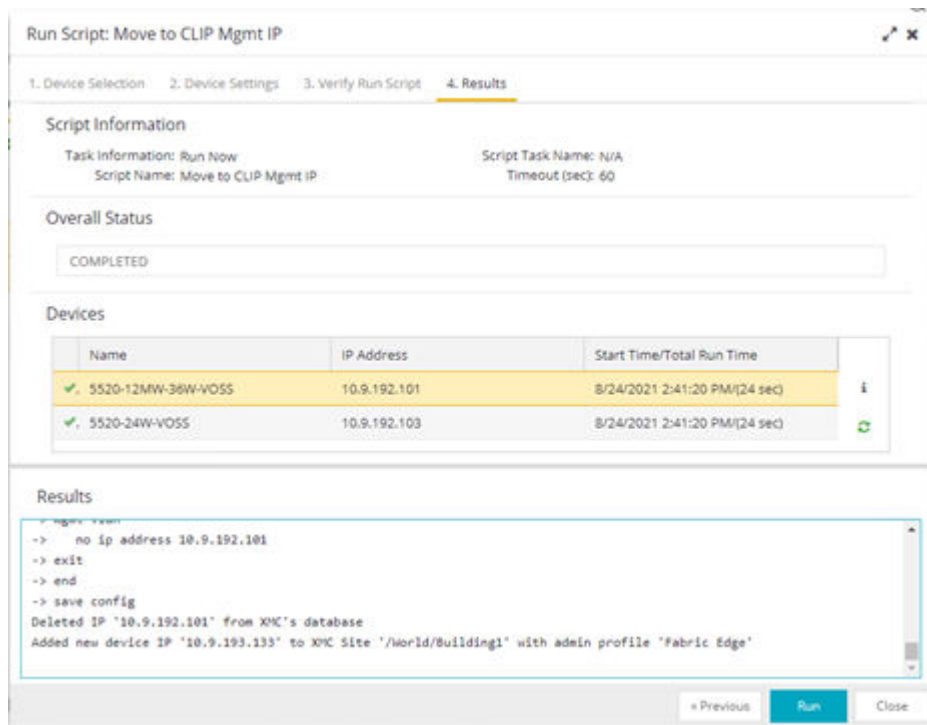 Run Script: Move to CLIP Mgmt IP
1. Device Selection 2. Device Settings 3. Verify Run Script 4. Results
Script Information
Task Information: Run Now Script Task Name: N/A
Script Name: Move to CLIP Mgmt IP Timeout (sec): 60
Overall Status
COMPLETED
Devices
Name IP Address Start Time/Total Run Time
5520-12MW-36W-VOSS 10.9.192.101 8/24/2021 2:41:20 PM/(24 sec)
5520-24W-VOSS 10.9.192.103 8/24/2021 2:41:20 PM/(24 sec)
Results
-> no ip address 10.9.192.101
-> exit
-> end
-> save config
Deleted IP '10.9.192.101' from XMC's database
Added new device IP '10.9.193.133' to XMC Site '/World/Building1' with admin profile 'Fabric Edge'
« Previous Run Close